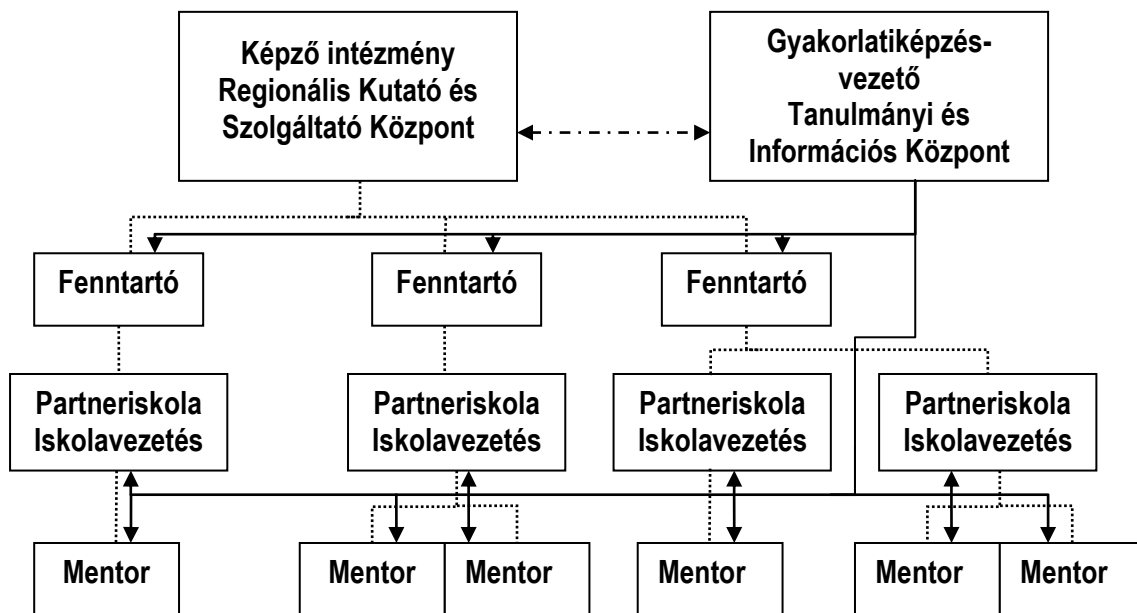 Képző intézmény
Regionális Kutató és
Szolgáltató Központ
Gyakorlatiképzés-
vezető
Tanulmányi és
Információs Központ
Fenntartó
Fenntartó
Fenntartó
Partneriskola
Iskolavezetés
Partneriskola
Iskolavezetés
Partneriskola
Iskolavezetés
Partneriskola
Iskolavezetés
Mentor
Mentor
Mentor
Mentor
Mentor
Mentor